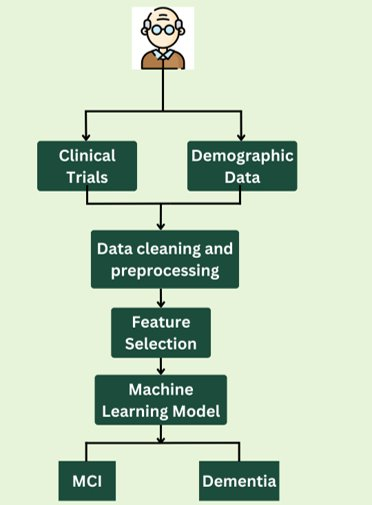 Clinical
Trials
Demographic
Data
Data cleaning and
preprocessing
Feature
Selection
Machine
Learning Model
MCI
Dementia